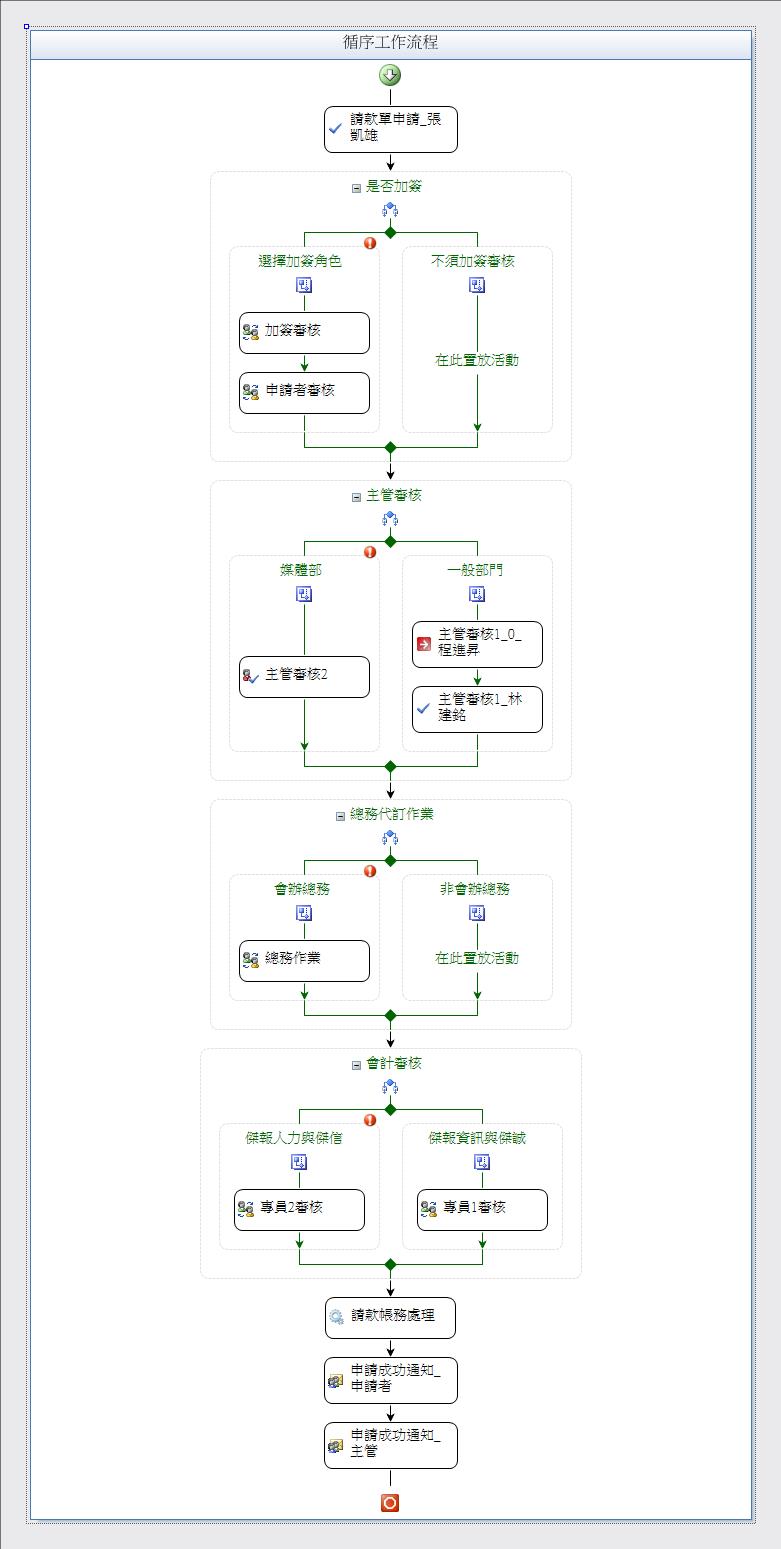 循序工作流程
請款單申請_張
凱雄
是否加簽
選擇加簽角色
不須加簽審核
加簽審核
在此置放活動
申請者審核
主管審核
媒體部
一般部門
主管審核1_0_
程進昇
主管審核2
主管審核1_林
建銘
總務代訂作業
會辦總務
非會辦總務
總務作業
在此置放活動
會計審核
傑報人力與傑信
傑報資訊與傑誠
專員2審核
專員1審核
請款帳務處理
申請成功通知_
申請者
申請成功通知_
主管